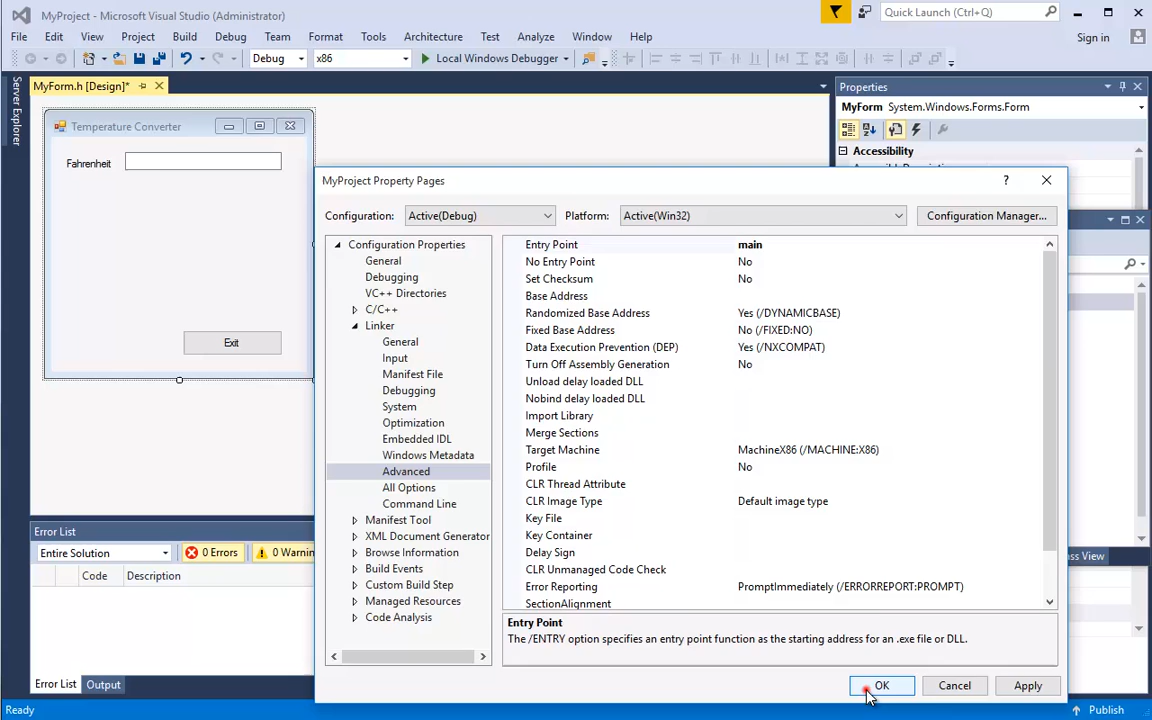 MyProject - Microsoft Visual Studio (Administrator)
Quick Launch (Ctrl+Q)
File Edit View Project Build Debug Team Format Tools Architecture Test Analyze Window Help
Sign in
Debug x86 Local Windows Debugger
Server Explorer
MyForm.h [Design]*
Properties
MyForm System.Windows.Forms.Form
Accessibility
Temperature Converter
Fahrenheit
Exit
MyProject Property Pages
Configuration: Active(Debug) Platform: Active(Win32) Configuration Manager...
Configuration Properties
General
Debugging
VC++ Directories
C/C++
Linker
General
Input
Manifest File
Debugging
System
Optimization
Embedded IDL
Windows Metadata
Advanced
All Options
Command Line
Manifest Tool
XML Document Generator
Browse Information
Build Events
Custom Build Step
Managed Resources
Code Analysis
Entry Point main
No Entry Point No
Set Checksum No
Base Address
Randomized Base Address Yes (/DYNAMICBASE)
Fixed Base Address No (/FIXED:NO)
Data Execution Prevention (DEP) Yes (/NXCOMPAT)
Turn Off Assembly Generation No
Unload delay loaded DLL
Nobind delay loaded DLL
Import Library
Merge Sections
Target Machine MachineX86 (/MACHINE:X86)
Profile No
CLR Thread Attribute
CLR Image Type Default image type
Key File
Key Container
Delay Sign
CLR Unmanaged Code Check
Error Reporting PromptImmediately (/ERRORREPORT:PROMPT)
SectionAlignment
Entry Point
The /ENTRY option specifies an entry point function as the starting address for an .exe file or DLL.
OK Cancel Apply
Error List
Entire Solution 0 Errors 0 Warnin
Code Description
Error List Output
View
Ready
Publish